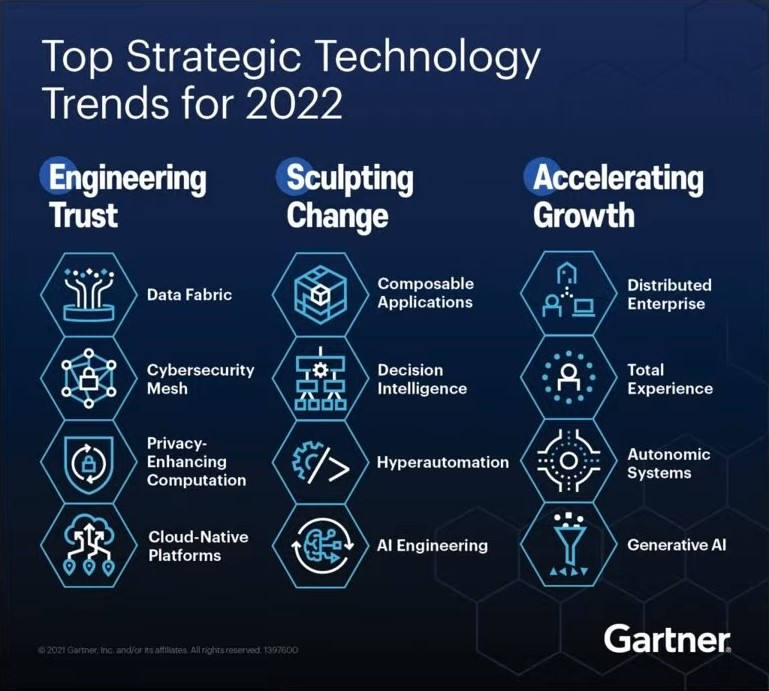 Top Strategic Technology
Trends for 2022
Engineering
Trust
Data Fabric
Cybersecurity
Mesh
Privacy-
Enhancing
Computation
Cloud-Native
Platforms
Sculpting
Change
Composable
Applications
Decision
Intelligence
Hyperautomation
AI Engineering
Accelerating
Growth
Distributed
Enterprise
Total
Experience
Autonomic
Systems
Generative AI
© 2021 Gartner, Inc. and/or its affiliates. All rights reserved. 1397600
Gartner®